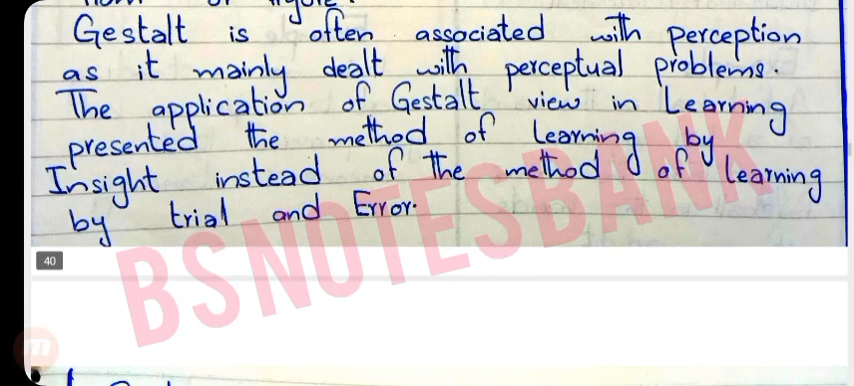 Gestalt is often associated with perception
as it mainly dealt with perceptual problems.
The application of Gestalt view in Learning
presented the method of learning by
Insight instead of the method of learning
by trial and Error.
40
BSNOTESBANK